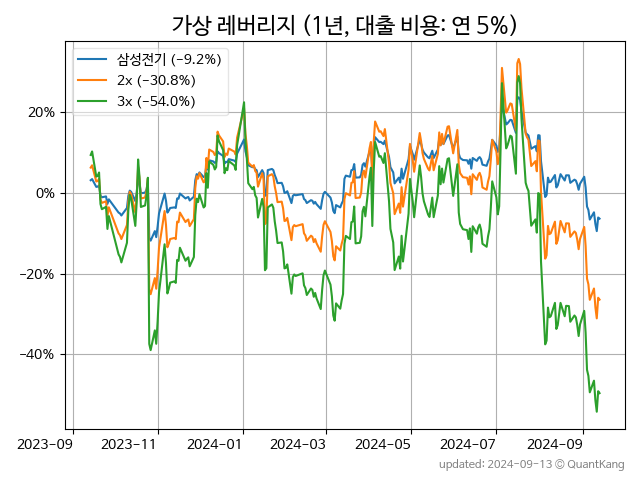 가상 레버리지 (1년, 대출 비용: 연 5%)
삼성전기 (−9.2%)
2x (−30.8%)
3x (−54.0%)
20%
0%
−20%
−40%
2023-09 2023-11 2024-01 2024-03 2024-05 2024-07 2024-09
updated: 2024-09-13 ⓒ QuantKang